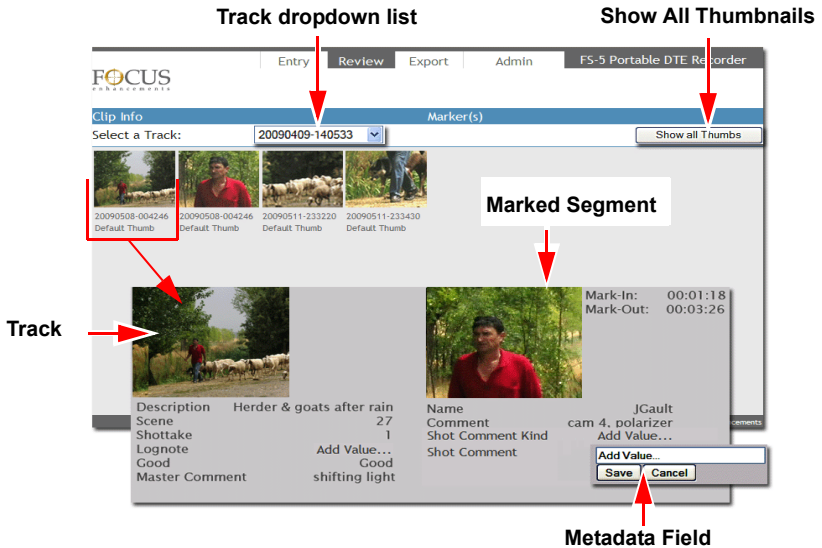 Track dropdown list
Show All Thumbnails
FOCUS
enhancements
Entry Review Export Admin
FS-5 Portable DTE Recorder
Clip Info Marker(s)
Select a Track: 20090409-140533 Show all Thumbs
20090508-004246 20090508-004246 20090511-233220 20090511-233430
Default Thumb Default Thumb Default Thumb Default Thumb
Marked Segment
Track
Mark-In: 00:01:18
Mark-Out: 00:03:26
Description Herder & goats after rain
Scene 27
Shottake 1
Lognote Add Value...
Good Good
Master Comment shifting light
Name JGault
Comment cam 4, polarizer
Shot Comment Kind Add Value...
Shot Comment
Add Value...
Save Cancel
Metadata Field